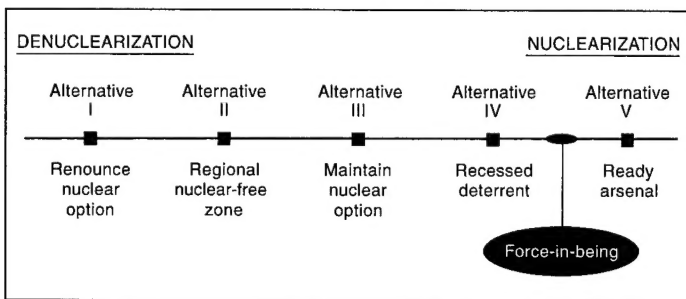 DENUCLEARIZATION NUCLEARIZATION
Alternative Alternative Alternative Alternative Alternative
I II III IV V
Renounce Regional Maintain Recessed Ready
nuclear nuclear-free nuclear deterrent arsenal
option zone option
Force-in-being